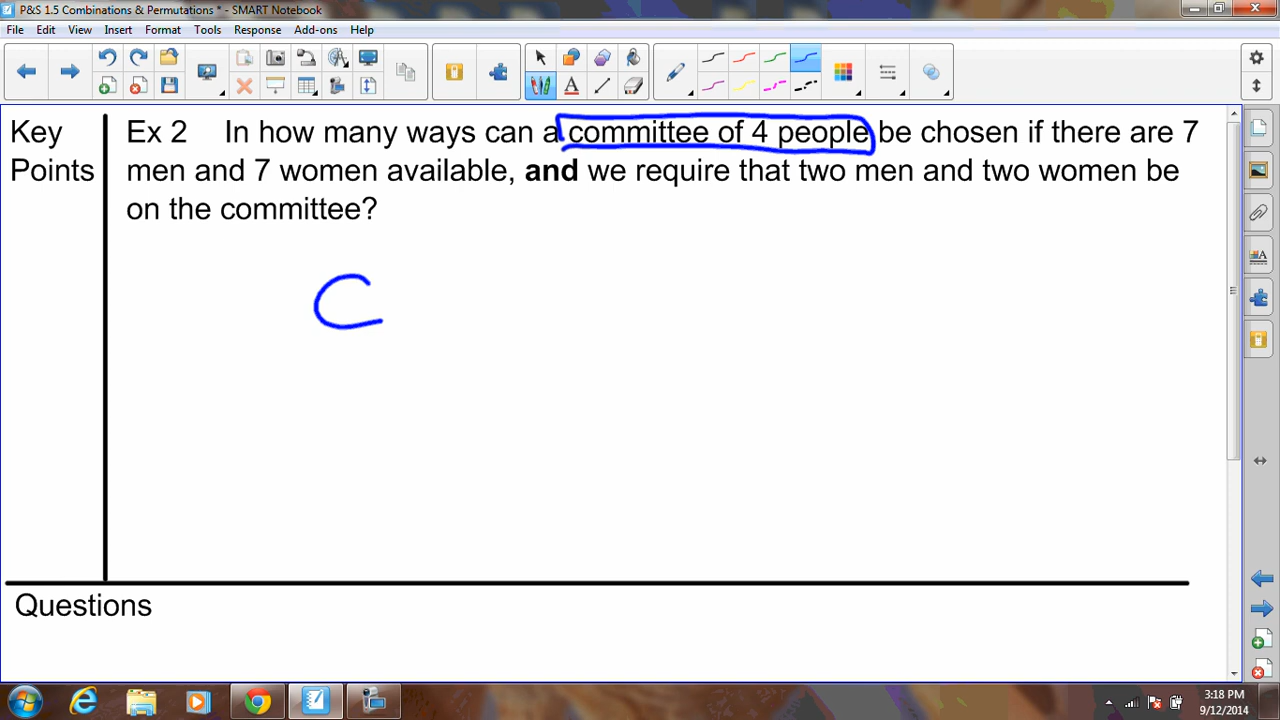 P&S 1.5 Combinations & Permutations * - SMART Notebook
File Edit View Insert Format Tools Response Add-ons Help
Key Points
Ex 2 In how many ways can a committee of 4 people be chosen if there are 7
men and 7 women available, and we require that two men and two women be
on the committee?
C
Questions
3:18 PM
9/12/2014